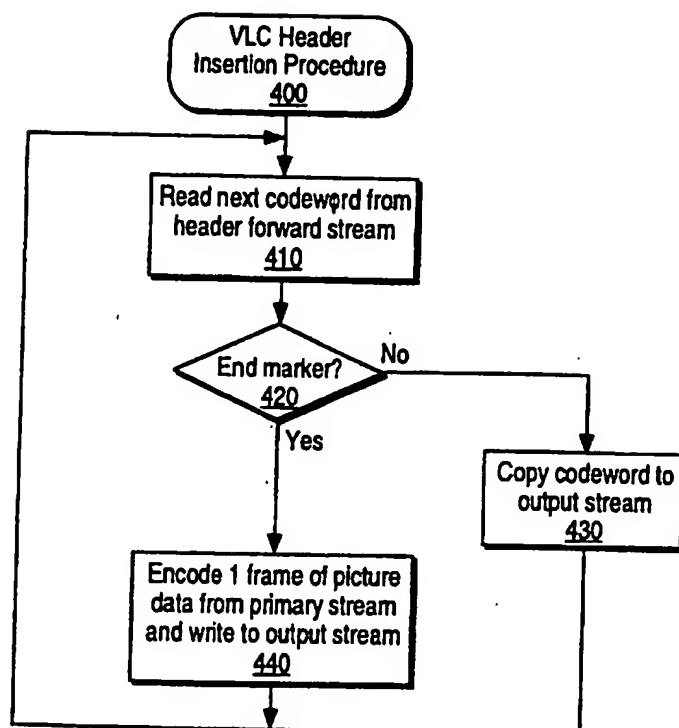 VLC Header
Insertion Procedure
400
Read next codeword from
header forward stream
410
End marker?
420
No
Yes
Copy codeword to
output stream
430
Encode 1 frame of picture
data from primary stream
and write to output stream
440